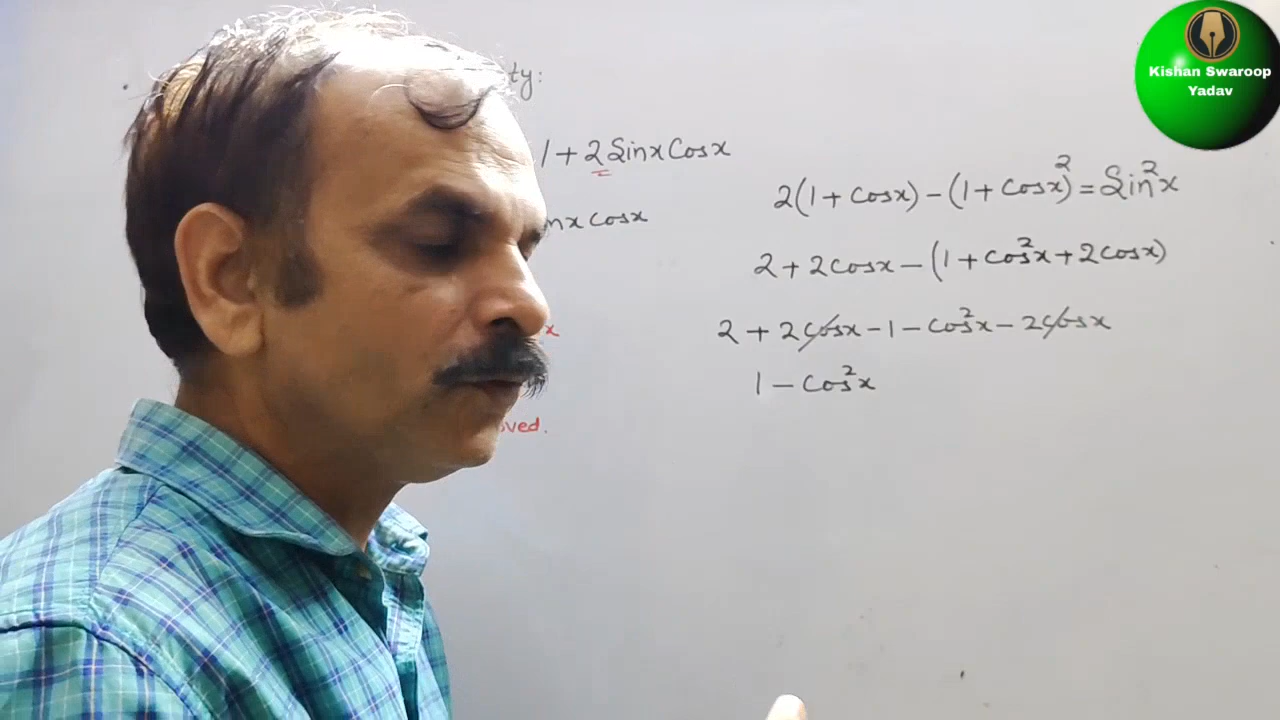 ty:
1 + 2 Sinx Cosx
nx Cosx
x
oved.
2(1 + cosx) - (1 + cosx)² = Sin²x
2 + 2cosx - (1 + cos²x + 2cosx)
2 + 2cosx - 1 - cos²x - 2cosx
1 - cos²x
Kishan Swaroop
Yadav